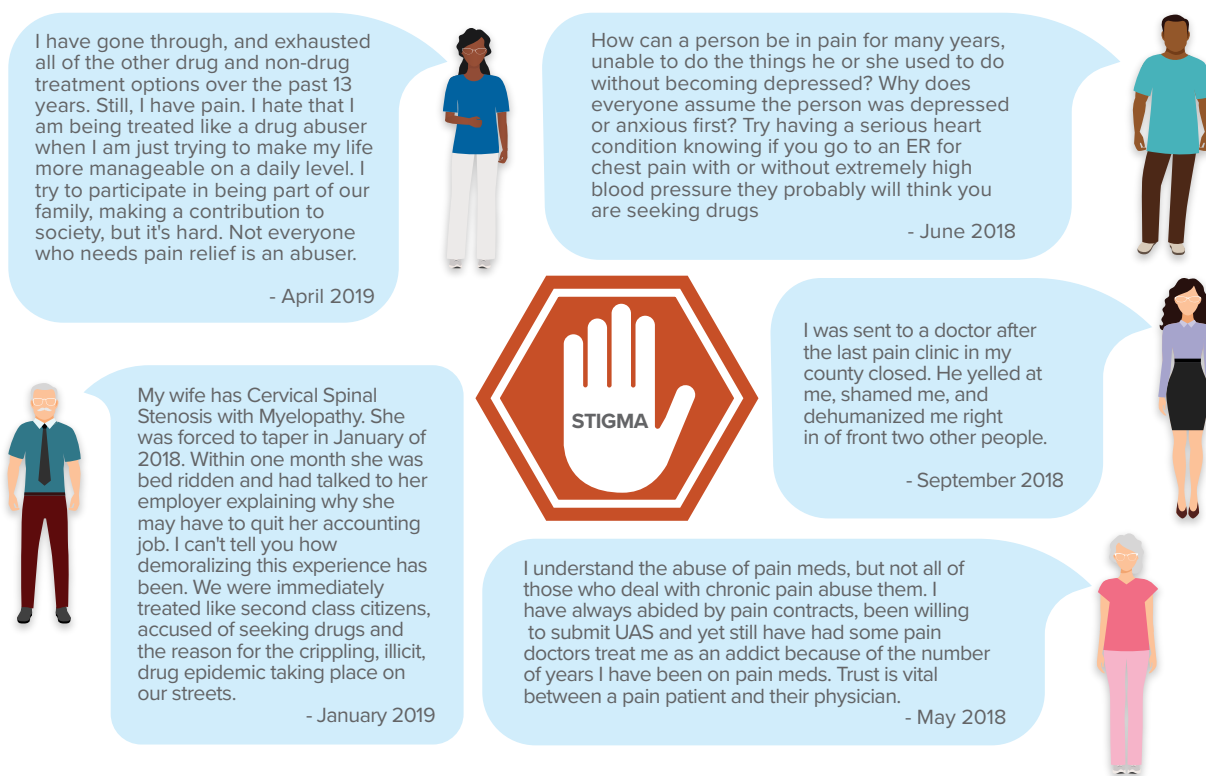 I have gone through, and exhausted
all of the other drug and non-drug
treatment options over the past 13
years. Still, I have pain. I hate that I
am being treated like a drug abuser
when I am just trying to make my life
more manageable on a daily level. I
try to participate in being part of our
family, making a contribution to
society, but it's hard. Not everyone
who needs pain relief is an abuser.
- April 2019
How can a person be in pain for many years,
unable to do the things he or she used to do
without becoming depressed? Why does
everyone assume the person was depressed
or anxious first? Try having a serious heart
condition knowing if you go to an ER for
chest pain with or without extremely high
blood pressure they probably will think you
are seeking drugs
- June 2018
STIGMA
I was sent to a doctor after
the last pain clinic in my
county closed. He yelled at
me, shamed me, and
dehumanized me right
in of front two other people.
- September 2018
My wife has Cervical Spinal
Stenosis with Myelopathy. She
was forced to taper in January of
2018. Within one month she was
bed ridden and had talked to her
employer explaining why she
may have to quit her accounting
job. I can't tell you how
demoralizing this experience has
been. We were immediately
treated like second class citizens,
accused of seeking drugs and
the reason for the crippling, illicit,
drug epidemic taking place on
our streets.
- January 2019
I understand the abuse of pain meds, but not all of
those who deal with chronic pain abuse them. I
have always abided by pain contracts, been willing
to submit UAS and yet still have had some pain
doctors treat me as an addict because of the number
of years I have been on pain meds. Trust is vital
between a pain patient and their physician.
- May 2018